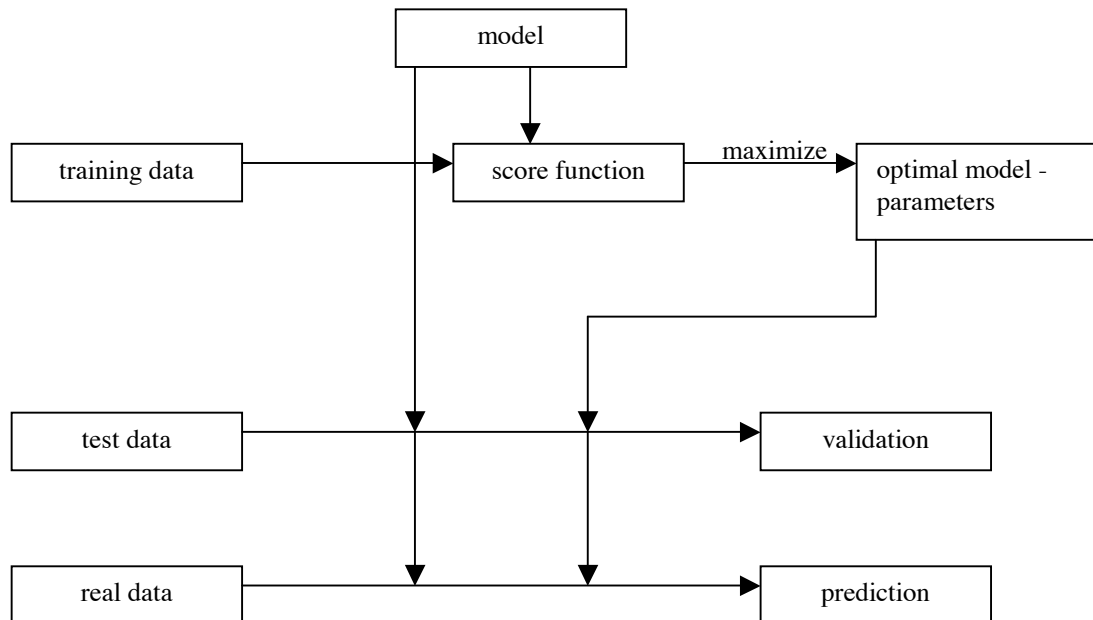 model
training data
score function
maximize
optimal model -
parameters
test data
validation
real data
prediction